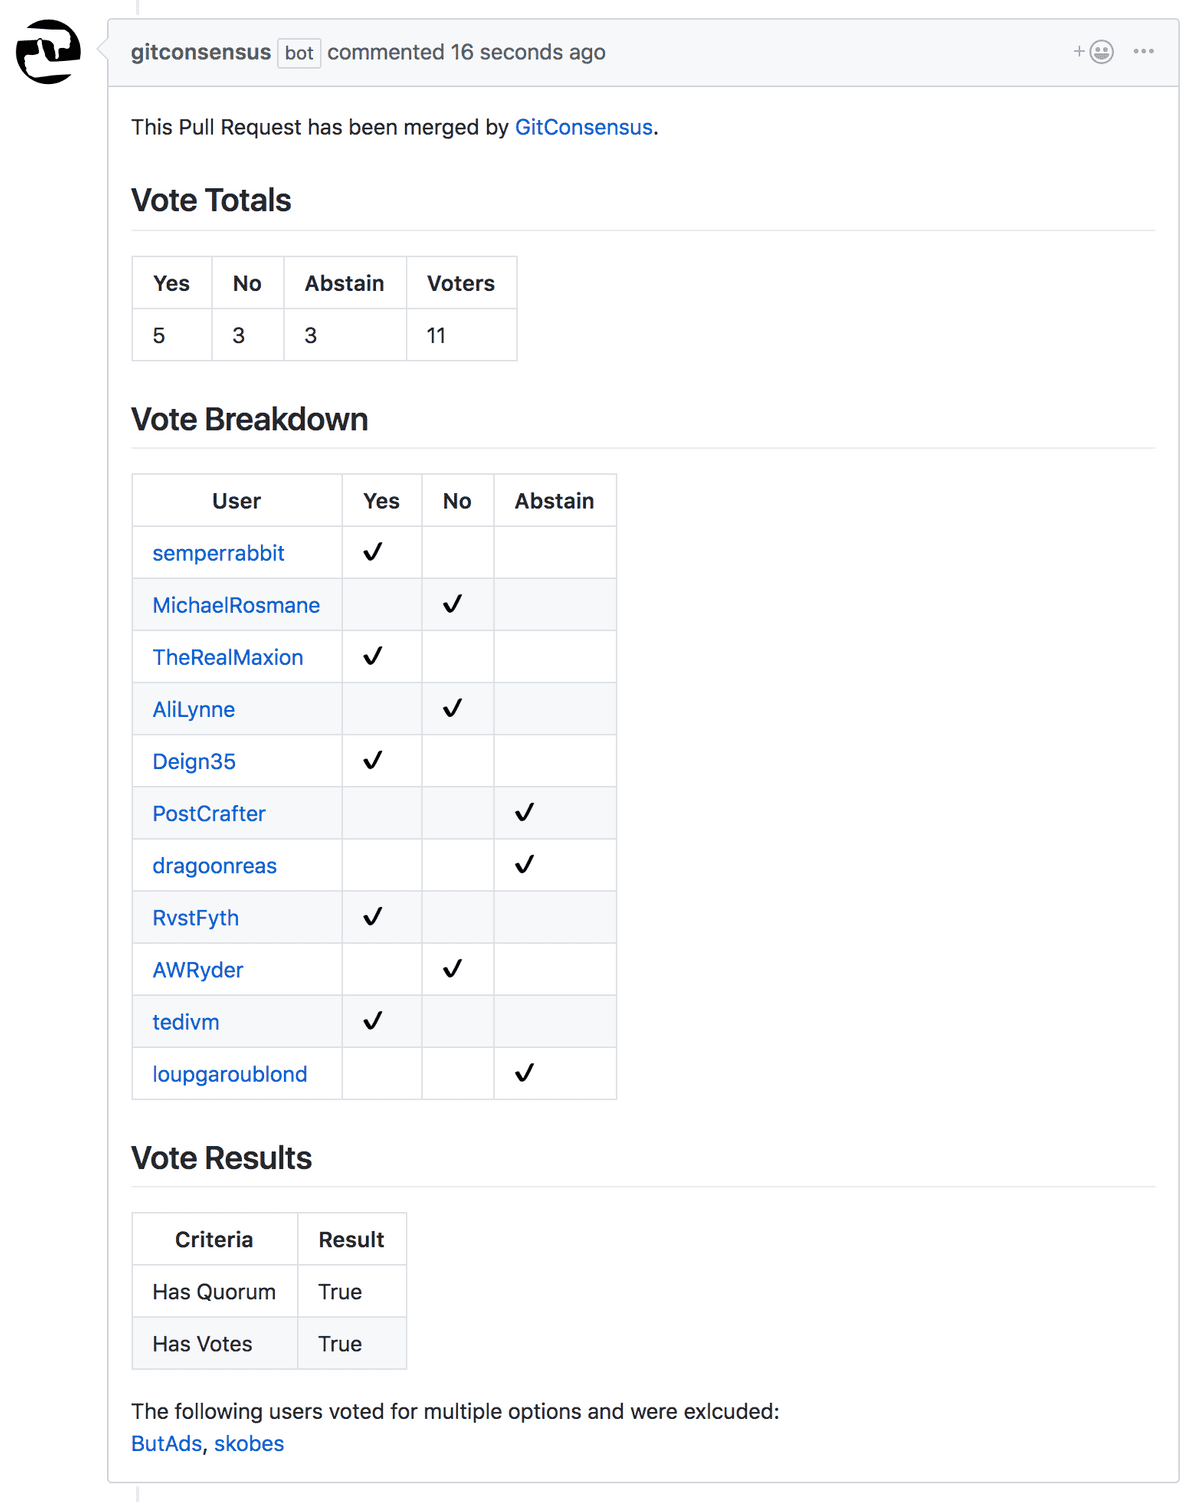 gitconsensus bot commented 16 seconds ago
This Pull Request has been merged by GitConsensus.
Vote Totals
Yes No Abstain Voters
5 3 3 11
Vote Breakdown
User Yes No Abstain
semperrabbit ✔
MichaelRosmane ✔
TheRealMaxion ✔
AliLynne ✔
Deign35 ✔
PostCrafter ✔
dragoonreas ✔
RvstFyth ✔
AWRyder ✔
tedivm ✔
loupgaroublond ✔
Vote Results
Criteria Result
Has Quorum True
Has Votes True
The following users voted for multiple options and were exlcuded:
ButAds, skobes